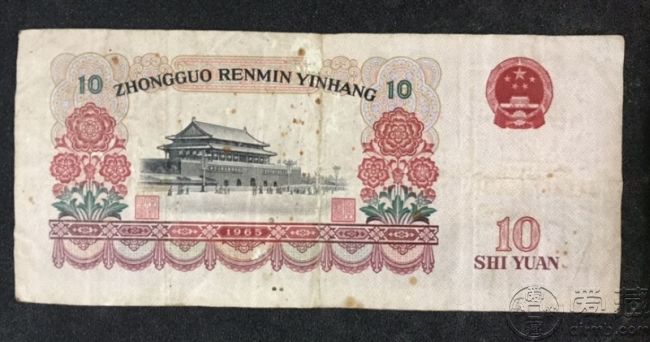 10 ZHONGGUO RENMIN YINHANG 10
1965
10
SHI YUAN